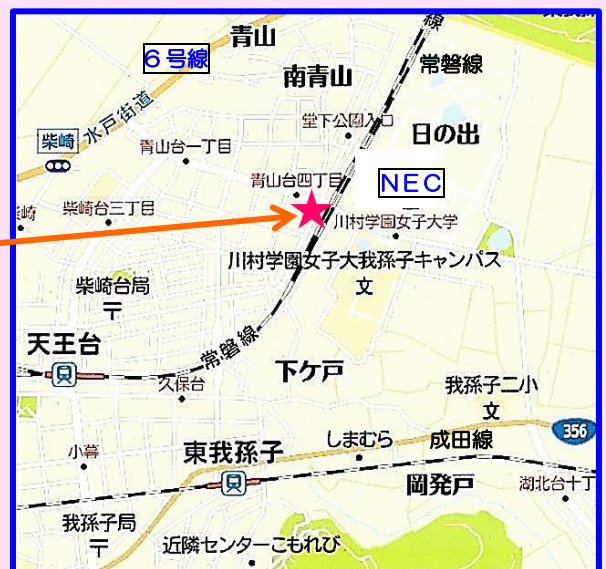 青山
6号線
線
南青山
常磐線
水戸街道
堂下公園入口
日の出
柴崎
青山台一丁目
青山台四丁目
NEC
崎
柴崎台三丁目
川村学園女子大学
川村学園女子大我孫子キャンパス
文
柴崎台局
〒
天王台
常磐線
久保台
下ケ戸
我孫子二小
文
356
しまむら
成田線
小暮
東我孫子
岡発戸
湖北台十丁
我孫子局
〒
近隣センターこもれび